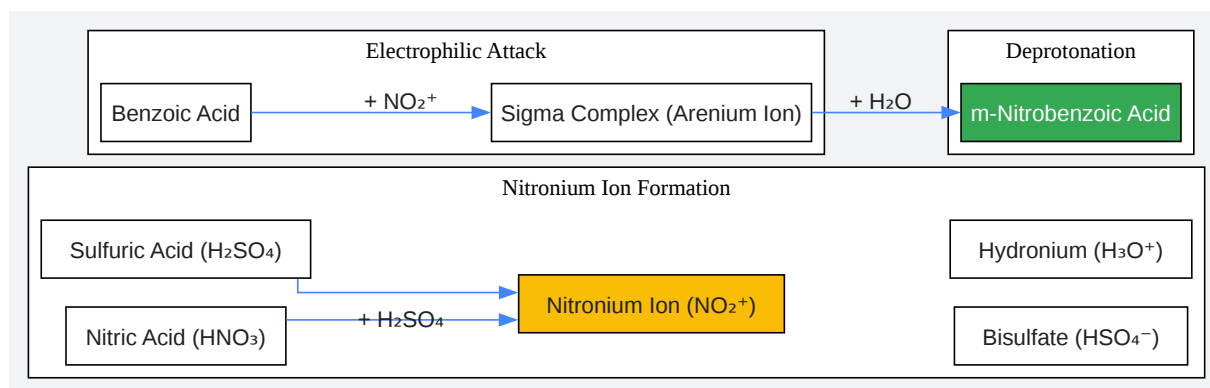 Electrophilic Attack
Deprotonation
Benzoic Acid
+ NO₂⁺
Sigma Complex (Arenium Ion)
+ H₂O
m-Nitrobenzoic Acid
Nitronium Ion Formation
Sulfuric Acid (H₂SO₄)
Hydronium (H₃O⁺)
Nitronium Ion (NO₂⁺)
Nitric Acid (HNO₃)
+ H₂SO₄
Bisulfate (HSO₄⁻)